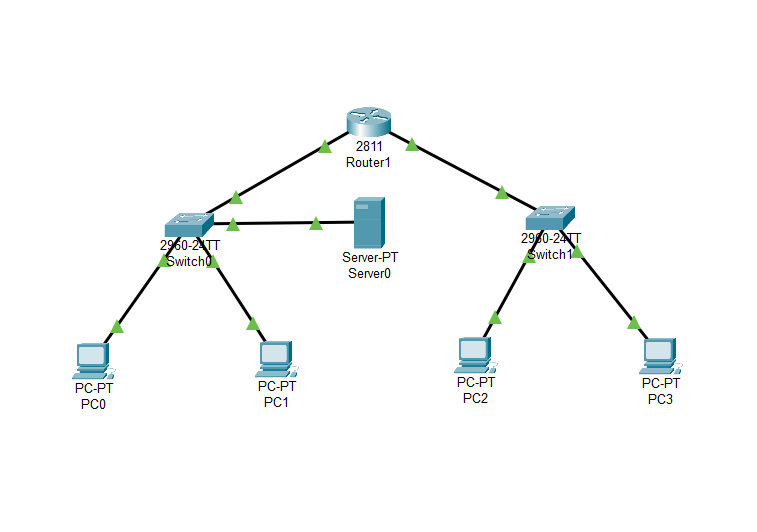 2811
Router1
2960-24TT
Switch0
Server-PT
Server0
2960-24TT
Switch1
PC-PT
PC0
PC-PT
PC1
PC-PT
PC2
PC-PT
PC3